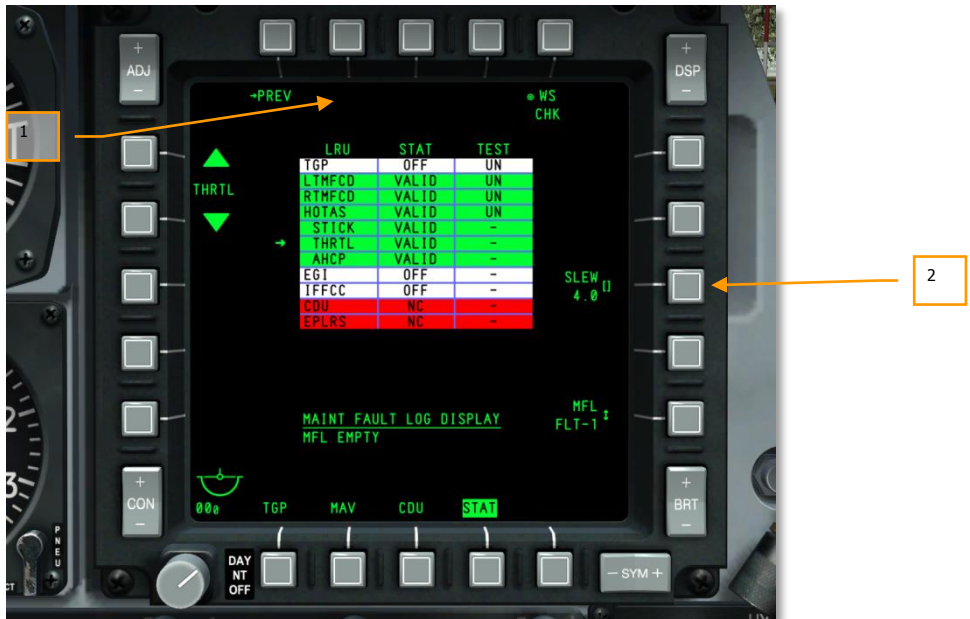 +
ADJ
-
+
DSP
-
→PREV
WS
CHK
1
LRU STAT TEST
TGP OFF UN
LTMFCD VALID UN
RTMFCD VALID UN
HOTAS VALID UN
STICK VALID -
→ THRTL VALID -
AHCP VALID -
EGI OFF -
IFFCC OFF -
CDU NC -
EPLRS NC -
THRTL
SLEW
4.0 []
2
MAINT FAULT LOG DISPLAY
MFL EMPTY
MFL ↕
FLT-1
+
CON
-
+
BRT
-
000
TGP MAV CDU STAT
PNEU
DAY
NT
OFF
- SYM +
CT